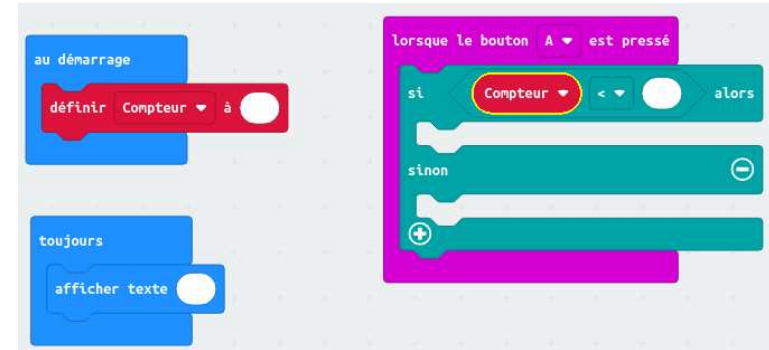 au démarrage
définir Compteur à
toujours
afficher texte
lorsque le bouton A est pressé
si Compteur < alors
sinon